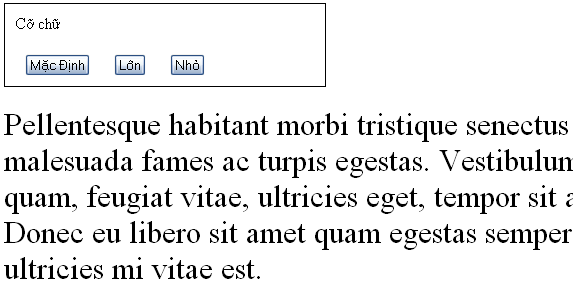 Cỡ chữ
Mặc Định Lớn Nhỏ
Pellentesque habitant morbi tristique senectus
malesuada fames ac turpis egestas. Vestibulum
quam, feugiat vitae, ultricies eget, tempor sit a
Donec eu libero sit amet quam egestas semper
ultricies mi vitae est.